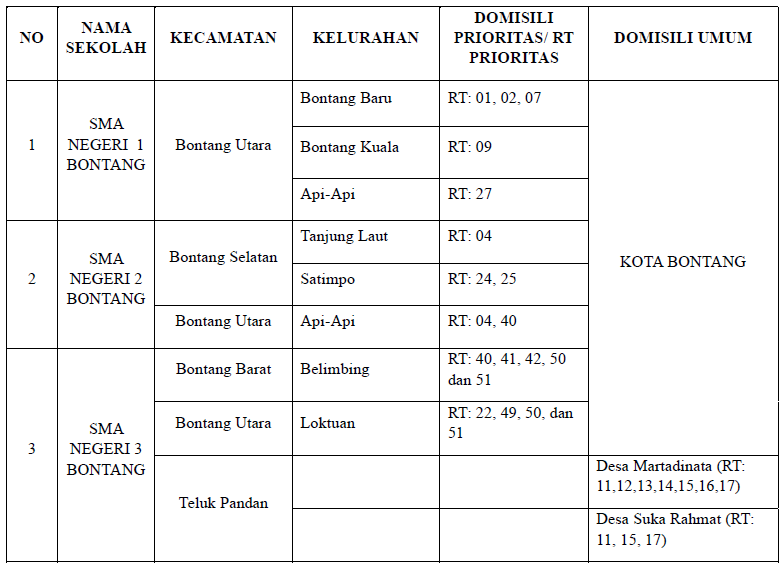 NO
NAMA
SEKOLAH
KECAMATAN
KELURAHAN
DOMISILI
PRIORITAS/ RT
PRIORITAS
DOMISILI UMUM
1
SMA
NEGERI 1
BONTANG
Bontang Utara
Bontang Baru
RT: 01, 02, 07
Bontang Kuala
RT: 09
Api-Api
RT: 27
KOTA BONTANG
2
SMA
NEGERI 2
BONTANG
Bontang Selatan
Tanjung Laut
RT: 04
Satimpo
RT: 24, 25
Bontang Utara
Api-Api
RT: 04, 40
3
SMA
NEGERI 3
BONTANG
Bontang Barat
Belimbing
RT: 40, 41, 42, 50
dan 51
Bontang Utara
Loktuan
RT: 22, 49, 50, dan
51
Teluk Pandan
Desa Martadinata (RT:
11,12,13,14,15,16,17)
Desa Suka Rahmat (RT:
11, 15, 17)